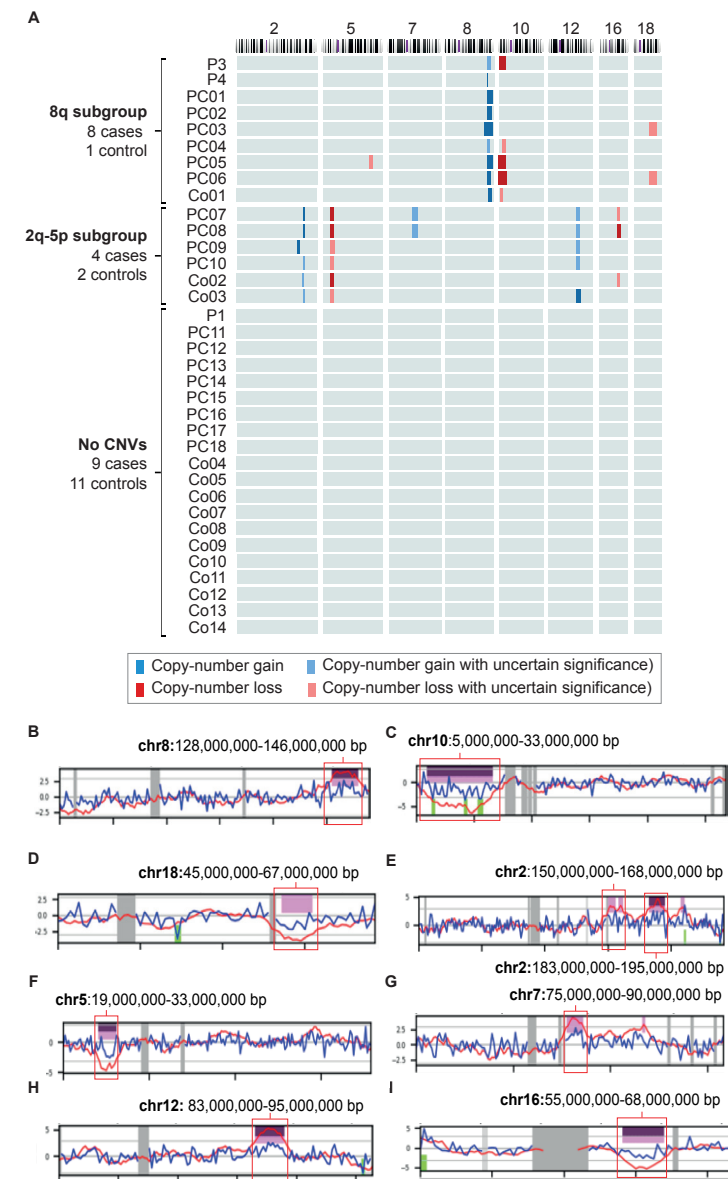 A
2 5 7 8 10 12 16 18
8q subgroup
8 cases
1 control
P3
P4
PC01
PC02
PC03
PC04
PC05
PC06
Co01
2q-5p subgroup
4 cases
2 controls
PC07
PC08
PC09
PC10
Co02
Co03
No CNVs
9 cases
11 controls
P1
PC11
PC12
PC13
PC14
PC15
PC16
PC17
PC18
Co04
Co05
Co06
Co07
Co08
Co09
Co10
Co11
Co12
Co13
Co14
Copy-number gain
Copy-number gain with uncertain significance)
Copy-number loss
Copy-number loss with uncertain significance)
B
chr8:128,000,000-146,000,000 bp
2.5
0.0
-2.5
C
chr10:5,000,000-33,000,000 bp
0
-5
D
chr18:45,000,000-67,000,000 bp
2.5
0.0
-2.5
E
chr2:150,000,000-168,000,000 bp
5
0
chr2:183,000,000-195,000,000 bp
F
chr5:19,000,000-33,000,000 bp
0
-5
G
chr7:75,000,000-90,000,000 bp
2.5
0.0
-2.5
H
chr12: 83,000,000-95,000,000 bp
5
0
I
chr16:55,000,000-68,000,000 bp
5
0
-5